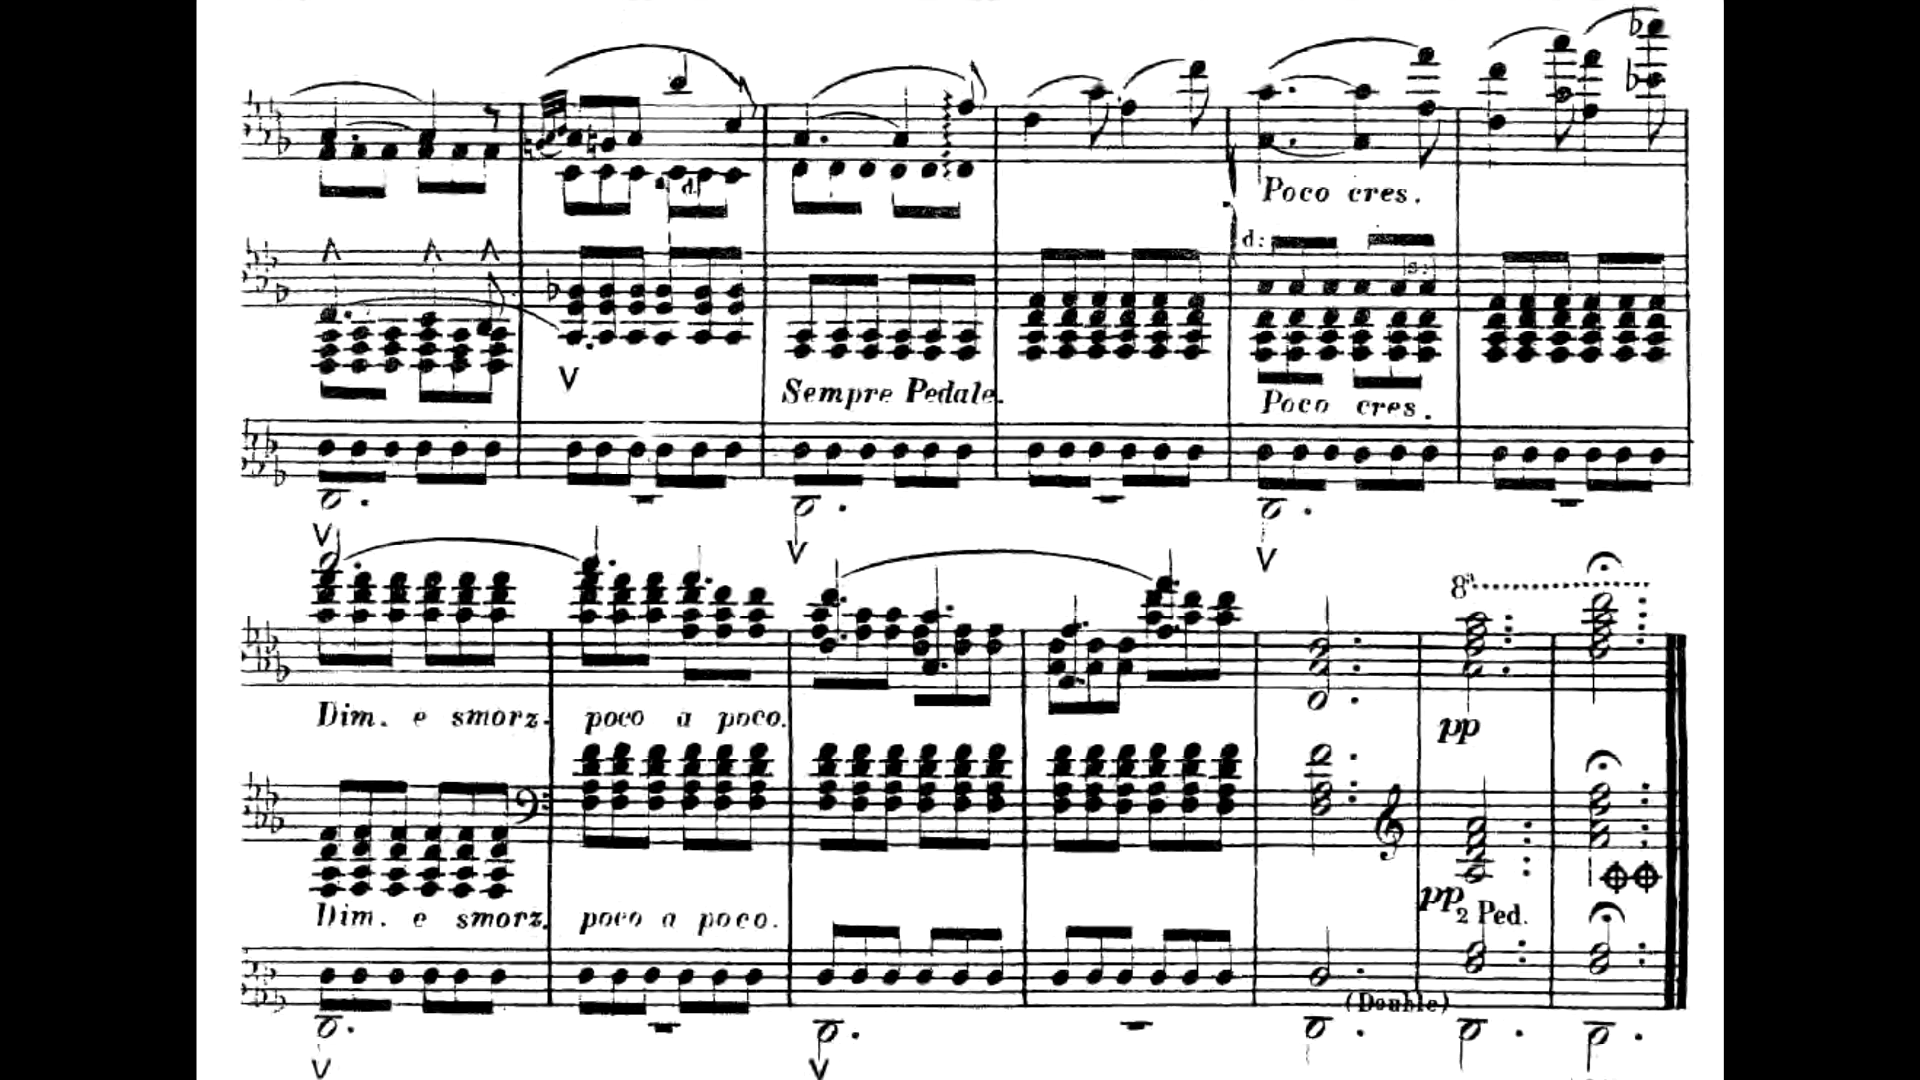 d.
Poco cres.
d:
s:
Sempre Pedale.
Poco cres.
8ª
Dim. e smorz. poco a poco.
pp
Dim. e smorz. poco a poco.
pp 2 Ped.
(Double)